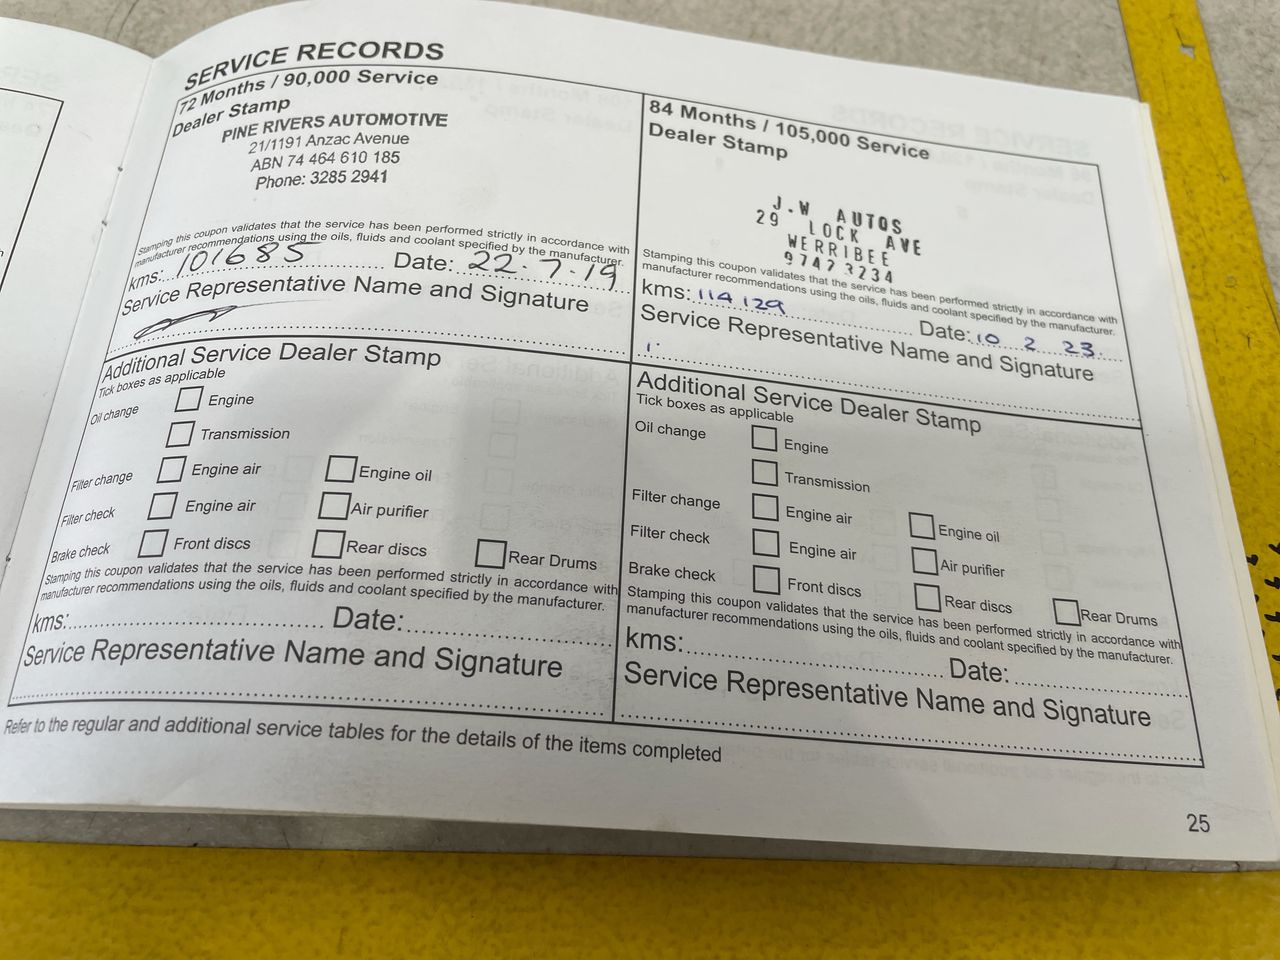 SERVICE RECORDS
72 Months / 90,000 Service
Dealer Stamp
PINE RIVERS AUTOMOTIVE
21/1191 Anzac Avenue
ABN 74 464 610 185
Phone: 3285 2941
Stamping this coupon validates that the service has been performed strictly in accordance with
manufacturer recommendations using the oils, fluids and coolant specified by the manufacturer.
kms: 101685 Date: 22.7.19
Service Representative Name and Signature
Additional Service Dealer Stamp
Tick boxes as applicable
Oil change Engine
Transmission
Filter change Engine air Engine oil
Filter check Engine air Air purifier
Brake check Front discs Rear discs Rear Drums
Stamping this coupon validates that the service has been performed strictly in accordance with
manufacturer recommendations using the oils, fluids and coolant specified by the manufacturer.
kms: Date:
Service Representative Name and Signature
84 Months / 105,000 Service
Dealer Stamp
J.W AUTOS
29 LOCK AVE
WERRIBEE
9742 3234
Stamping this coupon validates that the service has been performed strictly in accordance with
manufacturer recommendations using the oils, fluids and coolant specified by the manufacturer.
kms: 114129 Date: 10 2 23.
Service Representative Name and Signature
Additional Service Dealer Stamp
Tick boxes as applicable
Oil change Engine
Transmission
Filter change Engine air Engine oil
Filter check Engine air Air purifier
Brake check Front discs Rear discs Rear Drums
Stamping this coupon validates that the service has been performed strictly in accordance with
manufacturer recommendations using the oils, fluids and coolant specified by the manufacturer.
kms: Date:
Service Representative Name and Signature
Refer to the regular and additional service tables for the details of the items completed
25